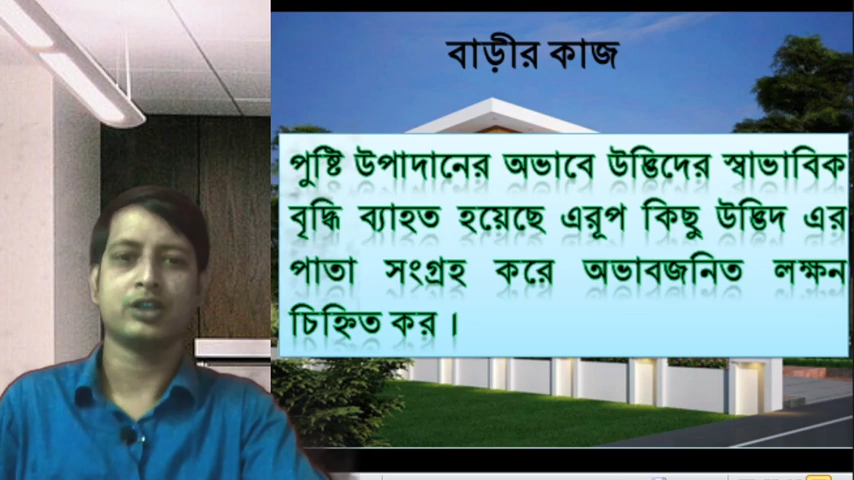 বাড়ীর কাজ
পুষ্টি উপাদানের অভাবে উদ্ভিদের স্বাভাবিক
বৃদ্ধি ব্যাহত হয়েছে এরূপ কিছু উদ্ভিদ এর
পাতা সংগ্রহ করে অভাবজনিত লক্ষন
চিহ্নিত কর ।